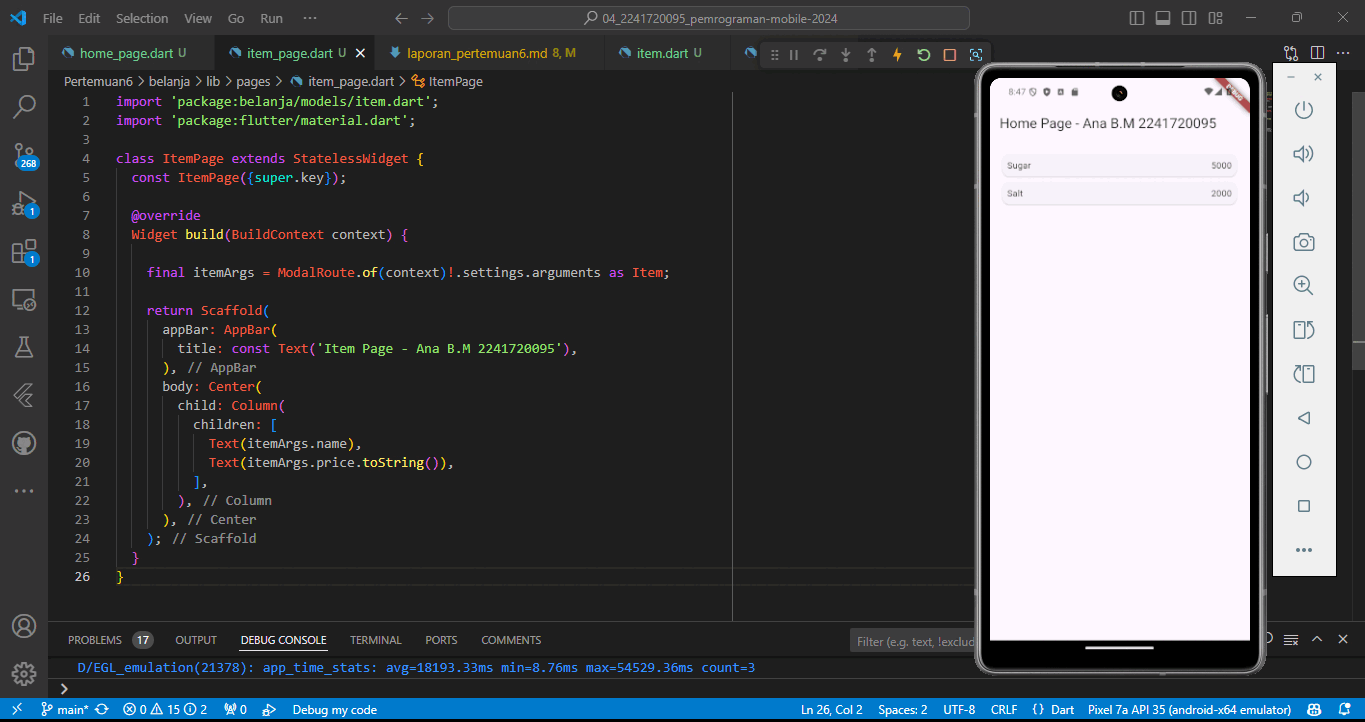 File Edit Selection View Go Run ··· 04_2241720095_pemrograman-mobile-2024
home_page.dart U item_page.dart U laporan_pertemuan6.md 8, M item.dart U
Pertemuan6 > belanja > lib > pages > item_page.dart > ItemPage
1 import 'package:belanja/models/item.dart';
2 import 'package:flutter/material.dart';
3
4 class ItemPage extends StatelessWidget {
5 const ItemPage({super.key});
6
7 @override
8 Widget build(BuildContext context) {
9
10 final itemArgs = ModalRoute.of(context)!.settings.arguments as Item;
11
12 return Scaffold(
13 appBar: AppBar(
14 title: const Text('Item Page - Ana B.M 2241720095'),
15 ), // AppBar
16 body: Center(
17 child: Column(
18 children: [
19 Text(itemArgs.name),
20 Text(itemArgs.price.toString()),
21 ],
22 ), // Column
23 ), // Center
24 ); // Scaffold
25 }
26 }
268
1
1
8:47
Home Page - Ana B.M 2241720095
Sugar 5000
Salt 2000
PROBLEMS 17 OUTPUT DEBUG CONSOLE TERMINAL PORTS COMMENTS Filter (e.g. text, !exclud
D/EGL_emulation(21378): app_time_stats: avg=18193.33ms min=8.76ms max=54529.36ms count=3
main* 0 15 2 0 Debug my code Ln 26, Col 2 Spaces: 2 UTF-8 CRLF {} Dart Pixel 7a API 35 (android-x64 emulator)